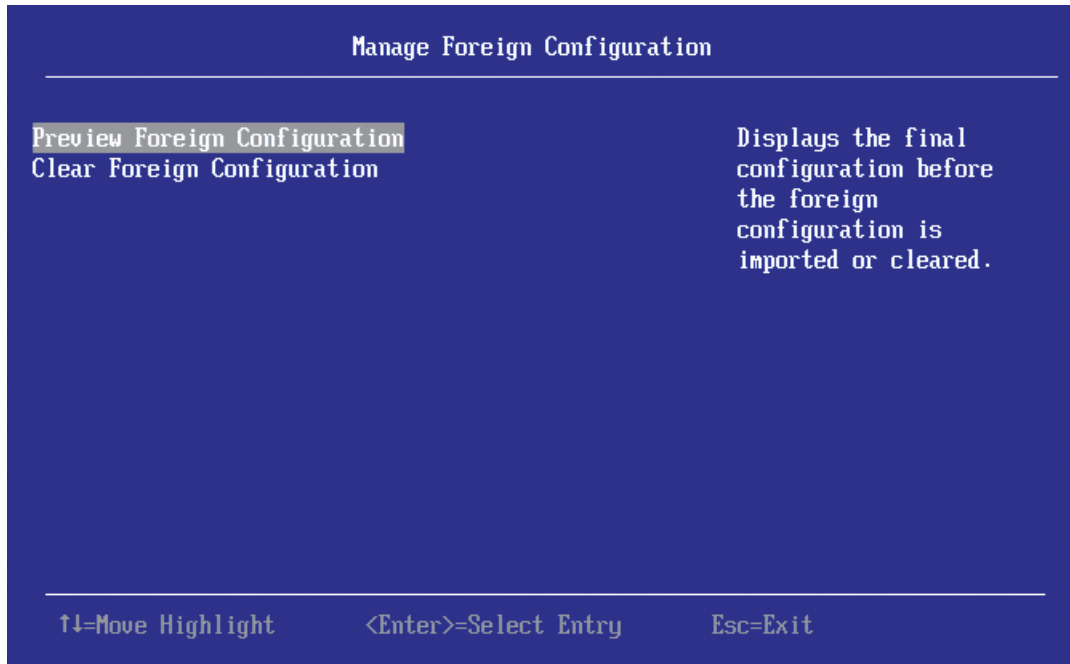 Manage Foreign Configuration
Preview Foreign Configuration
Clear Foreign Configuration
Displays the final
configuration before
the foreign
configuration is
imported or cleared.
↑↓=Move Highlight <Enter>=Select Entry Esc=Exit